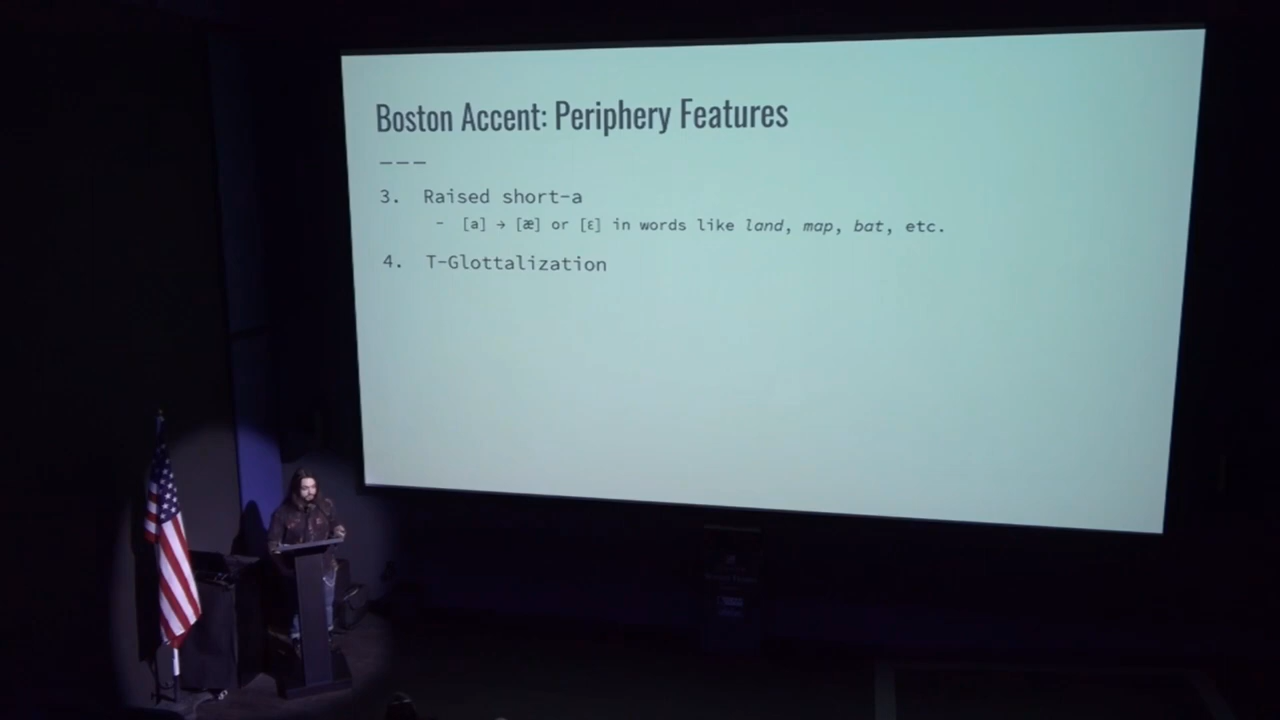 Boston Accent: Periphery Features
———
3. Raised short-a
- [a] → [æ] or [ɛ] in words like land, map, bat, etc.
4. T-Glottalization